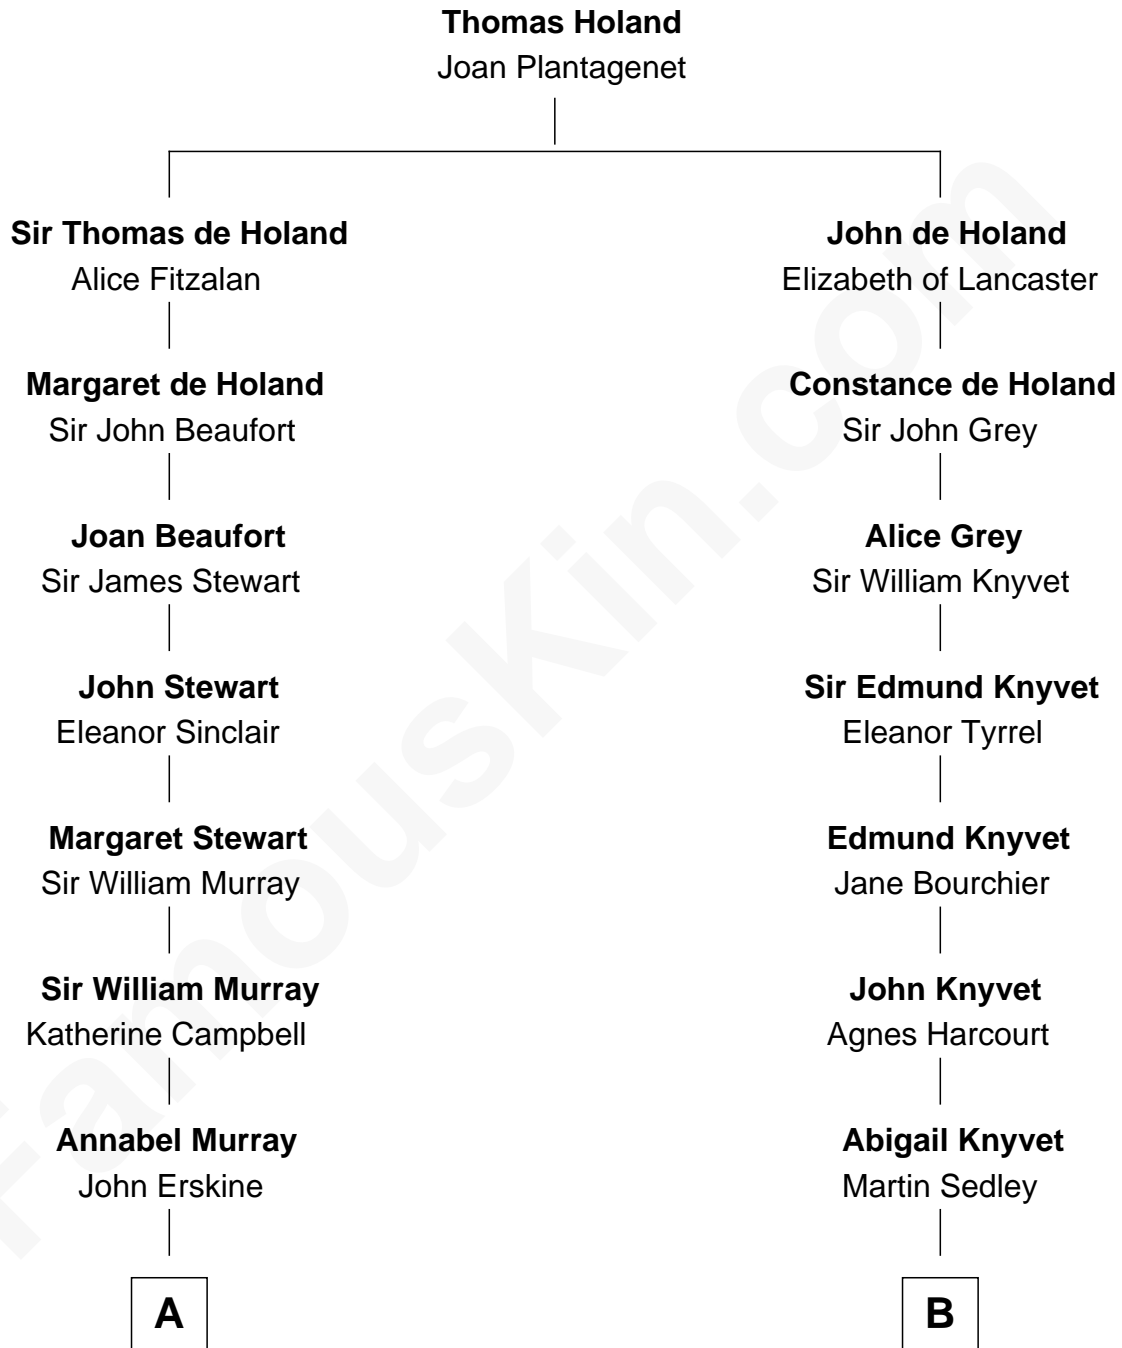 Thomas Holand
Joan Plantagenet
Sir Thomas de Holand
Alice Fitzalan
John de Holand
Elizabeth of Lancaster
Margaret de Holand
Sir John Beaufort
Constance de Holand
Sir John Grey
Joan Beaufort
Sir James Stewart
Alice Grey
Sir William Knyvet
John Stewart
Eleanor Sinclair
Sir Edmund Knyvet
Eleanor Tyrrel
Margaret Stewart
Sir William Murray
Edmund Knyvet
Jane Bourchier
Sir William Murray
Katherine Campbell
John Knyvet
Agnes Harcourt
Annabel Murray
John Erskine
Abigail Knyvet
Martin Sedley
A
B
FamousKin.com